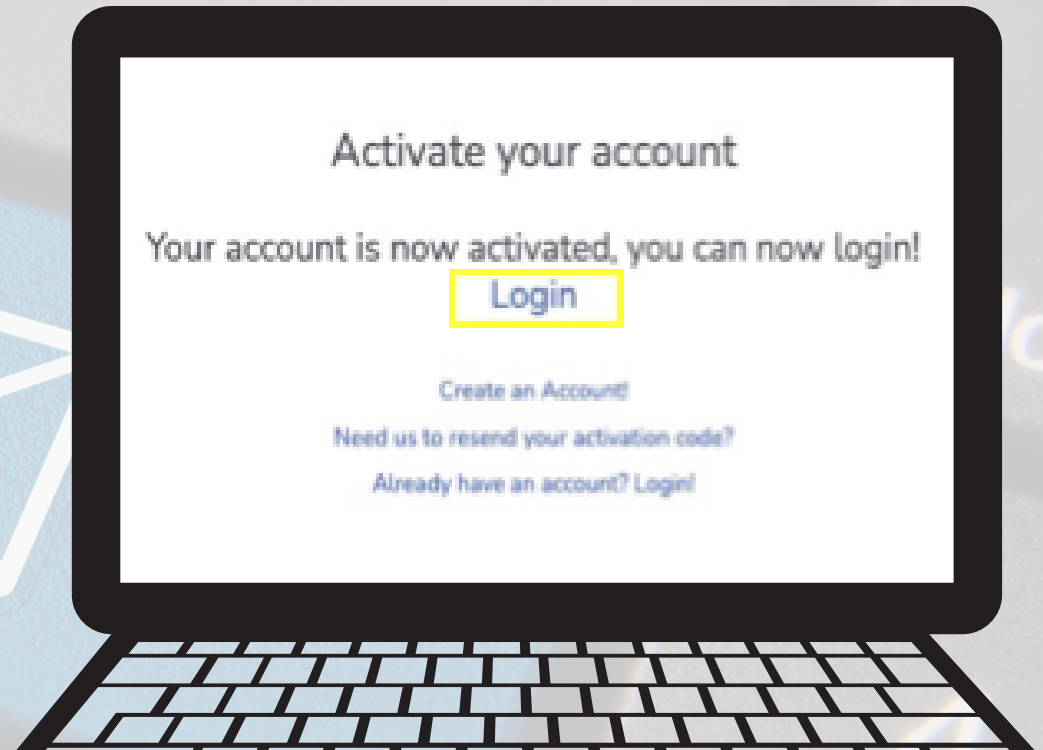 Activate your account
Your account is now activated, you can now login!
Login
Create an Account!
Need us to resend your activation code?
Already have an account? Login!